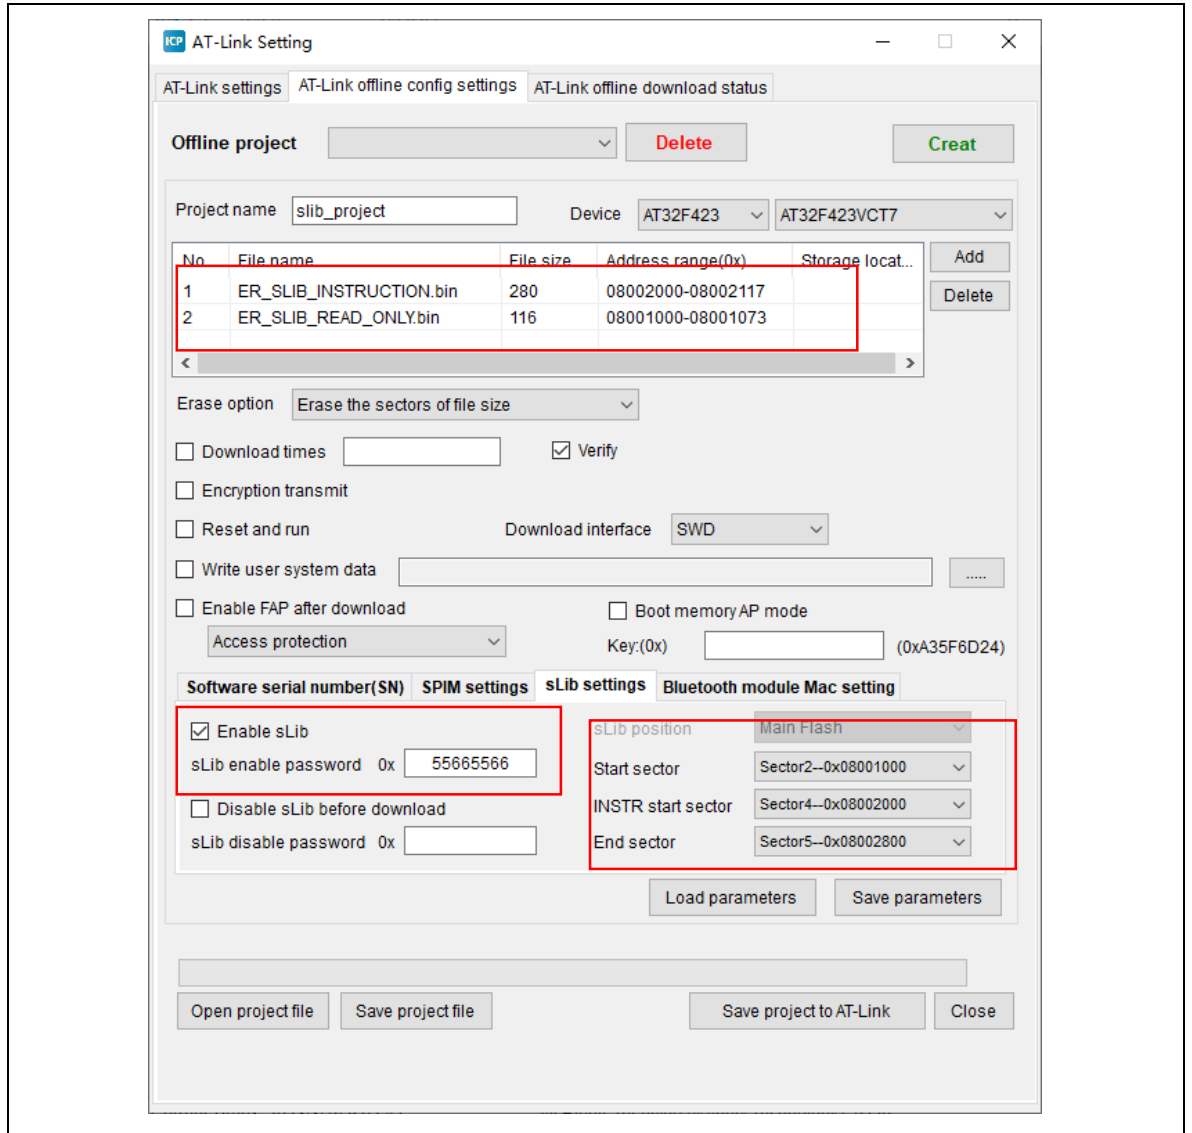 ICP AT-Link Setting
AT-Link settings AT-Link offline config settings AT-Link offline download status
Offline project Delete Creat
Project name slib_project Device AT32F423 AT32F423VCT7
No. File name File size Address range(0x) Storage locat... Add
1 ER_SLIB_INSTRUCTION.bin 280 08002000-08002117 Delete
2 ER_SLIB_READ_ONLY.bin 116 08001000-08001073
Erase option Erase the sectors of file size
Download times Verify
Encryption transmit
Reset and run Download interface SWD
Write user system data .....
Enable FAP after download Boot memory AP mode
Access protection Key:(0x) (0xA35F6D24)
Software serial number(SN) SPIM settings sLib settings Bluetooth module Mac setting
Enable sLib sLib position Main Flash
sLib enable password 0x 55665566 Start sector Sector2--0x08001000
Disable sLib before download INSTR start sector Sector4--0x08002000
sLib disable password 0x End sector Sector5--0x08002800
Load parameters Save parameters
Open project file Save project file Save project to AT-Link Close